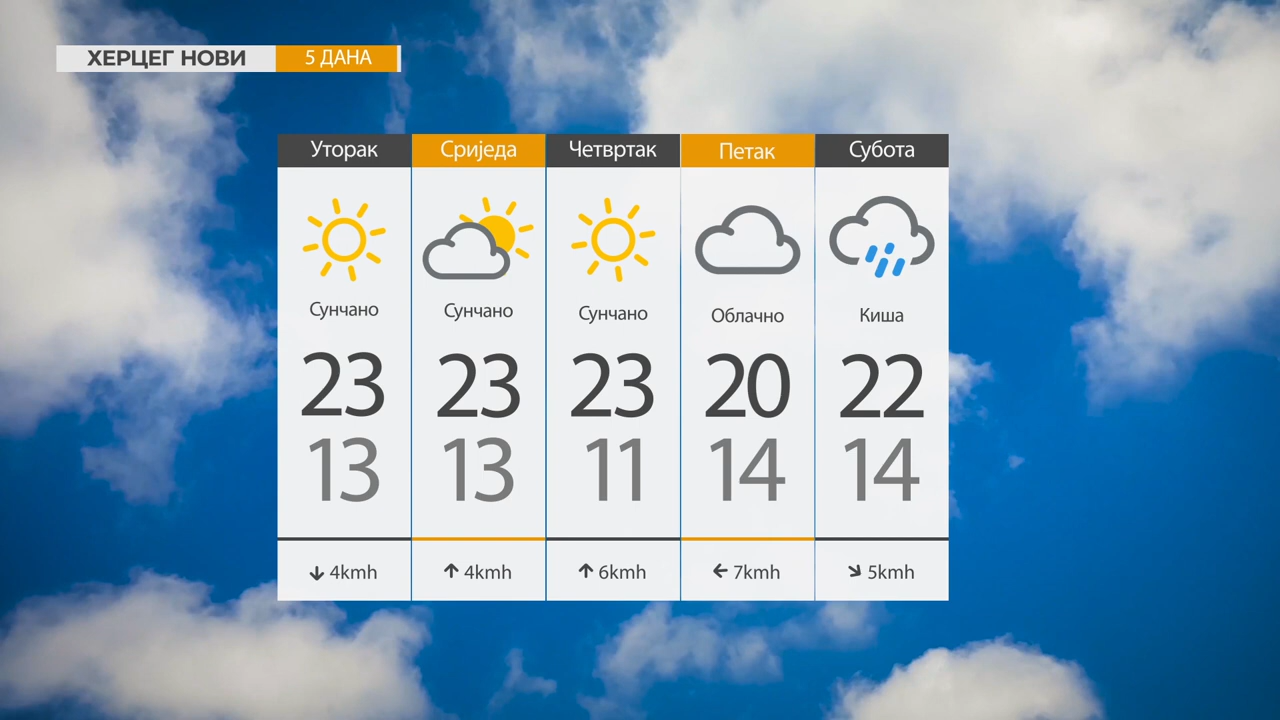 ХЕРЦЕГ НОВИ 5 ДАНА
Уторак Сриједа Четвртак Петак Субота
Сунчано Сунчано Сунчано Облачно Киша
23 23 23 20 22
13 13 11 14 14
4kmh 4kmh 6kmh 7kmh 5kmh